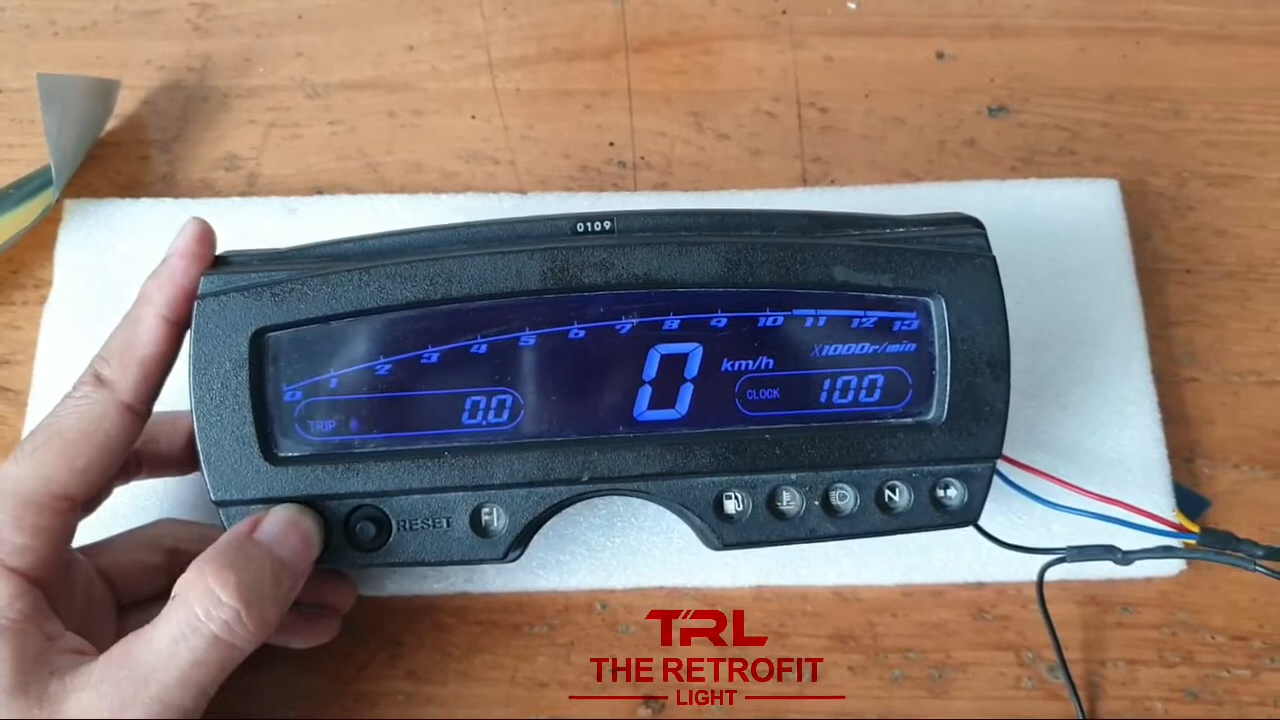 0109
0 1 2 3 4 5 6 7 8 9 10 11 12 13
X1000r/min
0 km/h
TRIP 0.0
CLOCK 100
RESET
N
TRL
THE RETROFIT
LIGHT